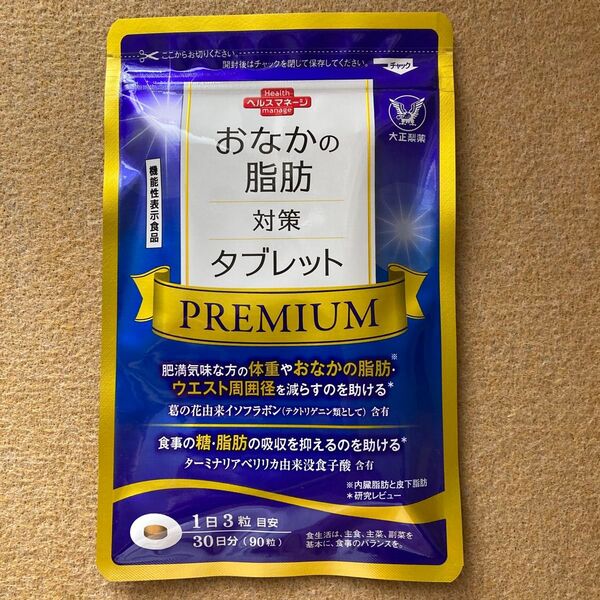 ここからお切りください。
開封後はチャックを閉じて保存してください。
チャック
Health
ヘルスマネージ
manage
大正製薬
機能性表示食品
おなかの
脂肪
対策
タブレット
PREMIUM
肥満気味な方の体重やおなかの脂肪※・
ウエスト周囲径を減らすのを助ける*
葛の花由来イソフラボン(テクトリゲニン類として)含有
食事の糖・脂肪の吸収を抑えるのを助ける*
ターミナリアベリリカ由来没食子酸 含有
※内臓脂肪と皮下脂肪
*研究レビュー
1日3粒 目安
30日分(90粒)
食生活は、主食、主菜、副菜を
基本に、食事のバランスを。